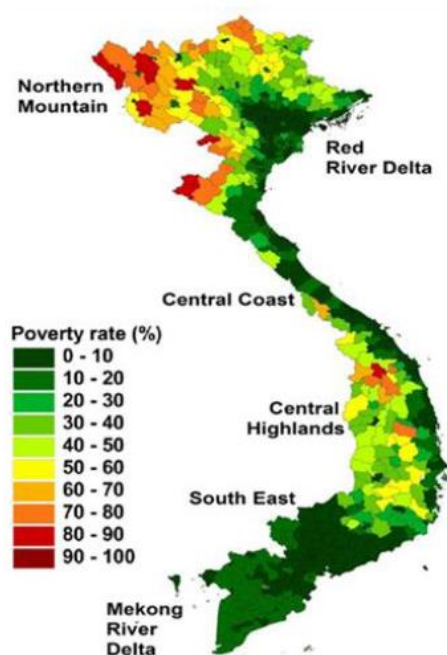 Northern
Mountain
Red
River Delta
Central Coast
Poverty rate (%)
0 - 10
10 - 20
20 - 30
30 - 40
40 - 50
50 - 60
60 - 70
70 - 80
80 - 90
90 - 100
Central
Highlands
South East
Mekong
River
Delta